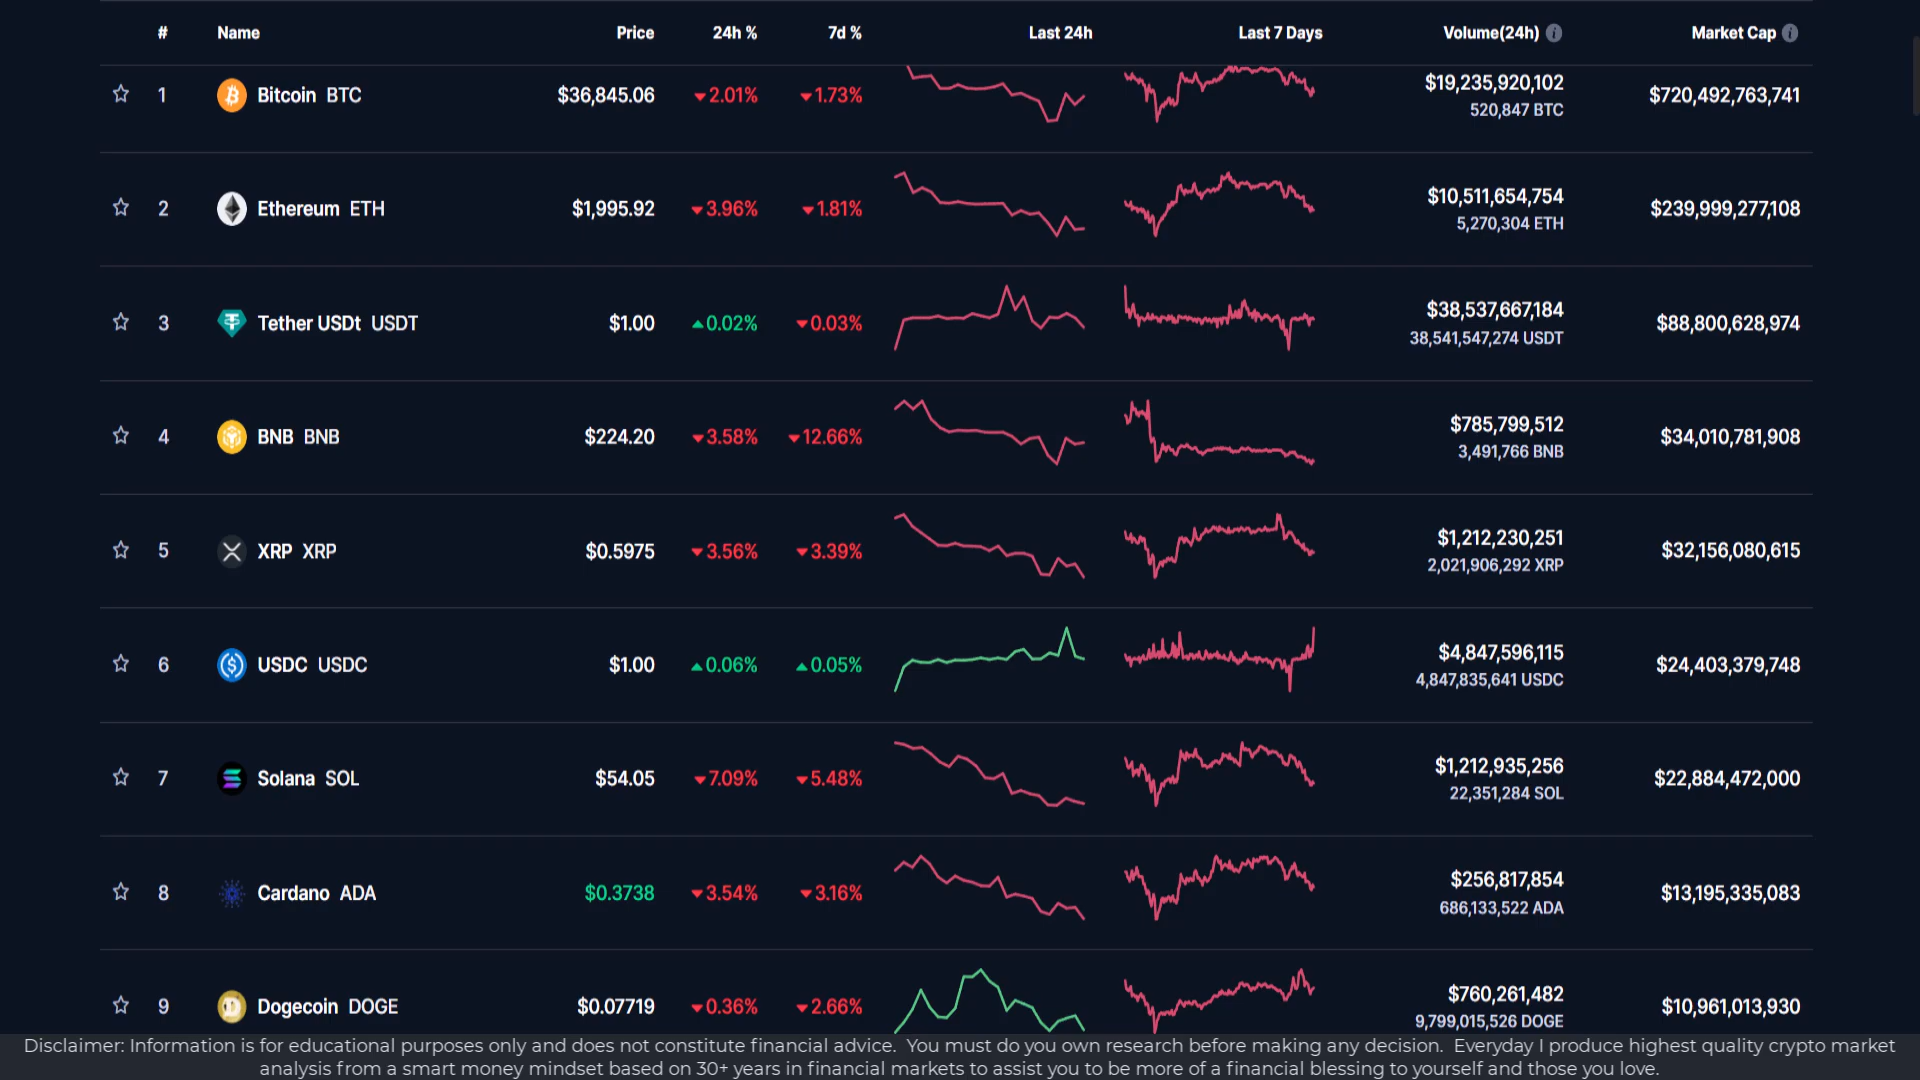 # Name Price 24h % 7d % Last 24h Last 7 Days Volume(24h) Market Cap
1 Bitcoin BTC $36,845.06 2.01% 1.73% $19,235,920,102 $720,492,763,741
520,847 BTC
2 Ethereum ETH $1,995.92 3.96% 1.81% $10,511,654,754 $239,999,277,108
5,270,304 ETH
3 Tether USDt USDT $1.00 0.02% 0.03% $38,537,667,184 $88,800,628,974
38,541,547,274 USDT
4 BNB BNB $224.20 3.58% 12.66% $785,799,512 $34,010,781,908
3,491,766 BNB
5 XRP XRP $0.5975 3.56% 3.39% $1,212,230,251 $32,156,080,615
2,021,906,292 XRP
6 USDC USDC $1.00 0.06% 0.05% $4,847,596,115 $24,403,379,748
4,847,835,641 USDC
7 Solana SOL $54.05 7.09% 5.48% $1,212,935,256 $22,884,472,000
22,351,284 SOL
8 Cardano ADA $0.3738 3.54% 3.16% $256,817,854 $13,195,335,083
686,133,522 ADA
9 Dogecoin DOGE $0.07719 0.36% 2.66% $760,261,482 $10,961,013,930
9,799,015,526 DOGE
Disclaimer: Information is for educational purposes only and does not constitute financial advice. You must do you own research before making any decision. Everyday I produce highest quality crypto market
analysis from a smart money mindset based on 30+ years in financial markets to assist you to be more of a financial blessing to yourself and those you love.